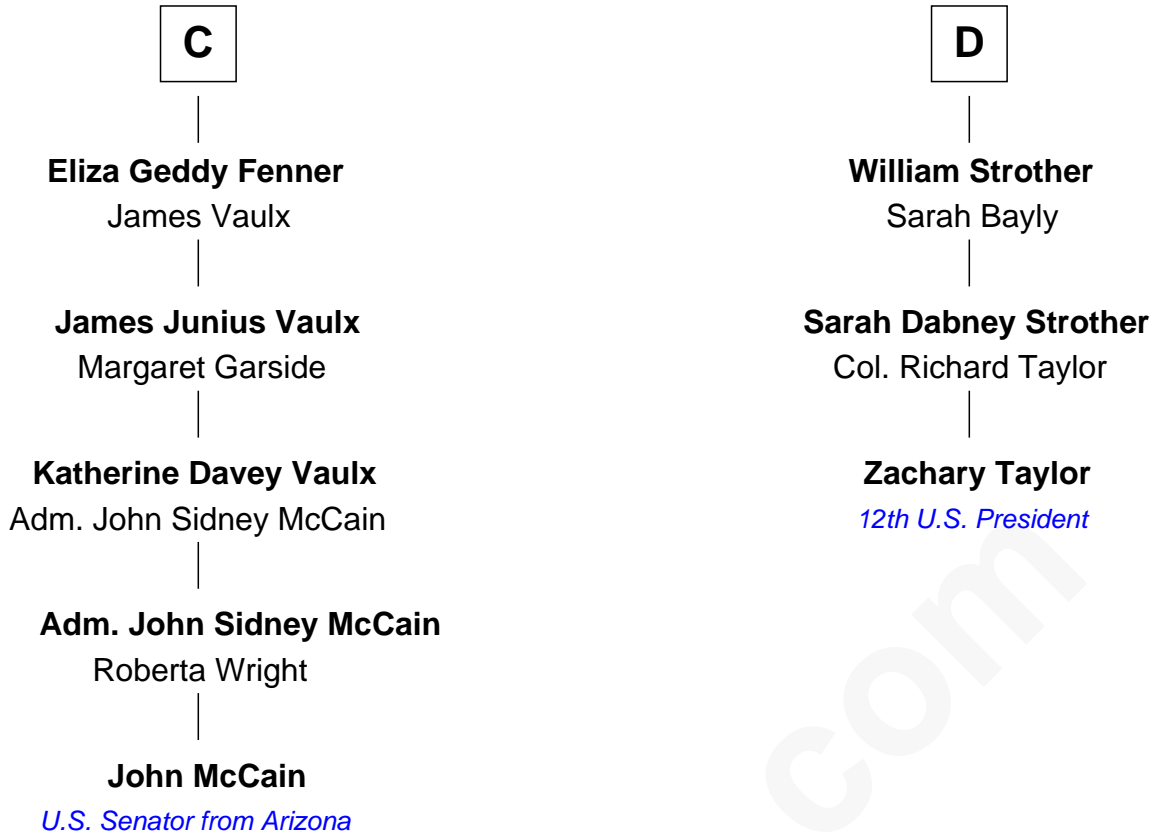 C
Eliza Geddy Fenner
James Vaulx
James Junius Vaulx
Margaret Garside
Katherine Davey Vaulx
Adm. John Sidney McCain
Adm. John Sidney McCain
Roberta Wright
John McCain
U.S. Senator from Arizona
D
William Strother
Sarah Bayly
Sarah Dabney Strother
Col. Richard Taylor
Zachary Taylor
12th U.S. President
com